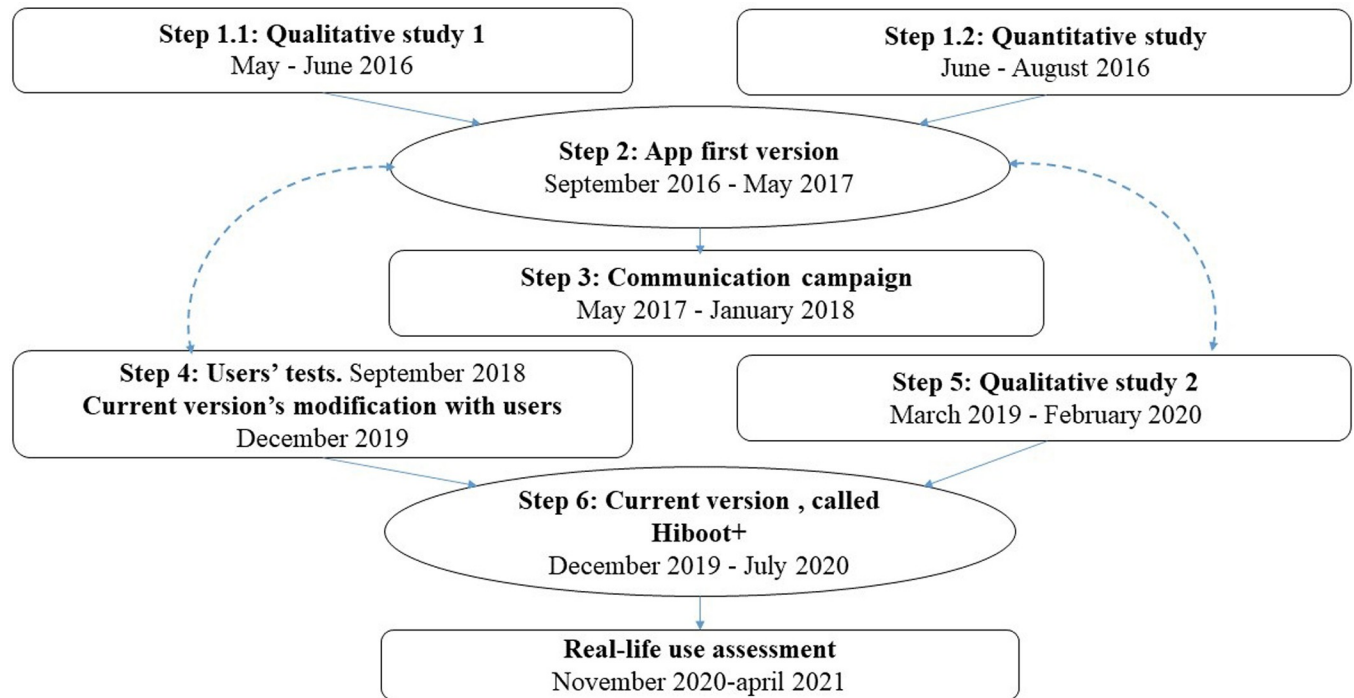 Step 1.1: Qualitative study 1
May - June 2016
Step 1.2: Quantitative study
June - August 2016
Step 2: App first version
September 2016 - May 2017
Step 3: Communication campaign
May 2017 - January 2018
Step 4: Users’ tests. September 2018
Current version’s modification with users
December 2019
Step 5: Qualitative study 2
March 2019 - February 2020
Step 6: Current version , called
Hiboot+
December 2019 - July 2020
Real-life use assessment
November 2020-april 2021